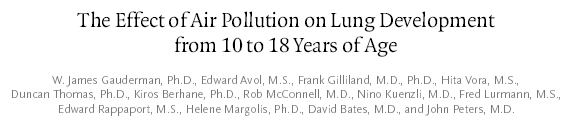 The Effect of Air Pollution on Lung Development
from 10 to 18 Years of Age
W. James Gauderman, Ph.D., Edward Avol, M.S., Frank Gilliland, M.D., Ph.D., Hita Vora, M.S.,
Duncan Thomas, Ph.D., Kiros Berhane, Ph.D., Rob McConnell, M.D., Nino Kuenzli, M.D., Fred Lurmann, M.S.,
Edward Rappaport, M.S., Helene Margolis, Ph.D., David Bates, M.D., and John Peters, M.D.